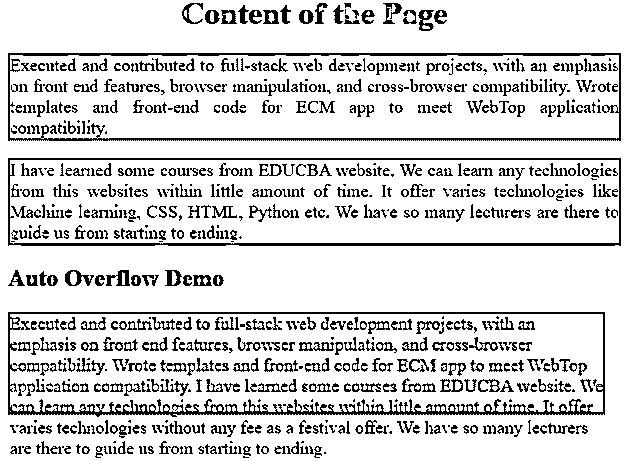 Content of the Page
Executed and contributed to full-stack web development projects, with an emphasis
on front end features, browser manipulation, and cross-browser compatibility. Wrote
templates and front-end code for ECM app to meet WebTop application
compatibility.
I have learned some courses from EDUCBA website. We can learn any technologies
from this websites within little amount of time. It offer varies technologies like
Machine learning, CSS, HTML, Python etc. We have so many lecturers are there to
guide us from starting to ending.
Auto Overflow Demo
Executed and contributed to full-stack web development projects, with an
emphasis on front end features, browser manipulation, and cross-browser
compatibility. Wrote templates and front-end code for ECM app to meet WebTop
application compatibility. I have learned some courses from EDUCBA website. We
can learn any technologies from this websites within little amount of time. It offer
varies technologies without any fee as a festival offer. We have so many lecturers
are there to guide us from starting to ending.